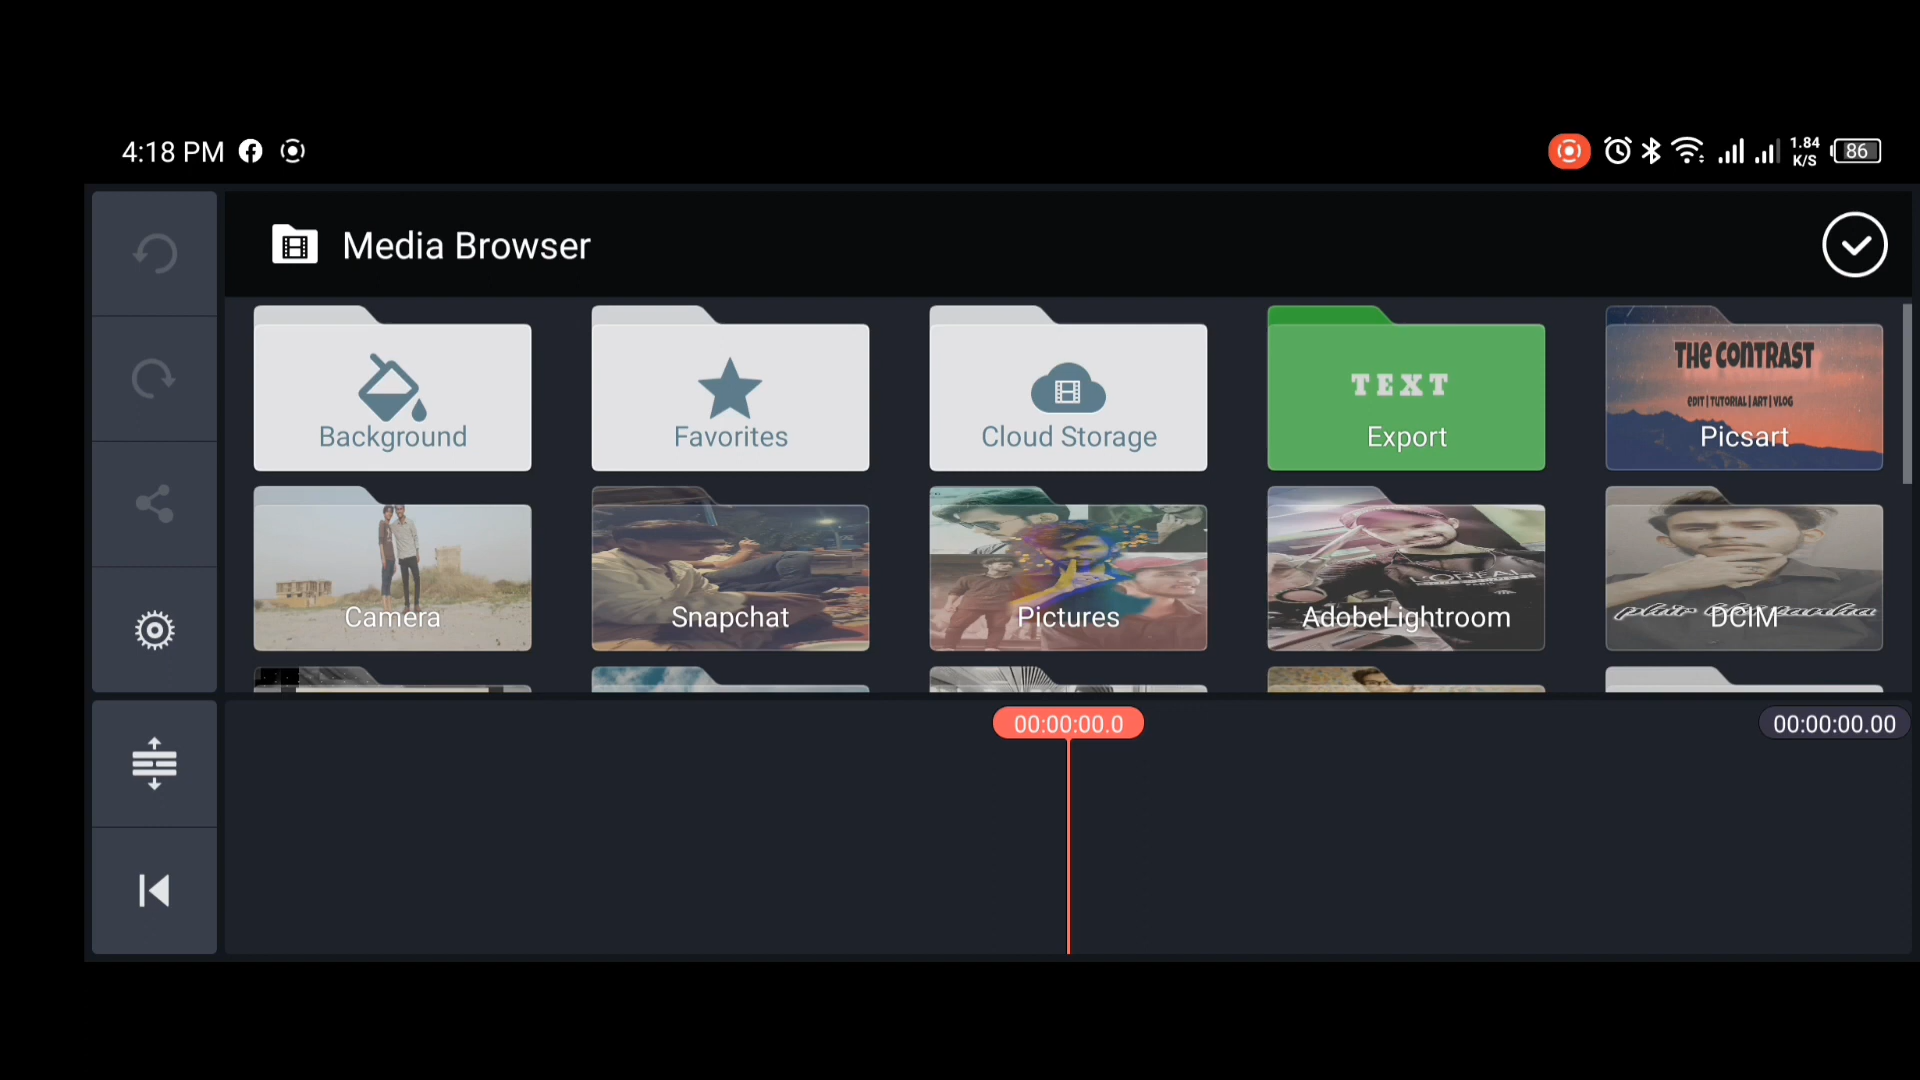 4:18 PM
1.84
K/S
86
Media Browser
Background
Favorites
Cloud Storage
TEXT
Export
THE CONTRAST
EDIT | TUTORIAL | ART | VLOG
Picsart
Camera
Snapchat
Pictures
L'ORÉAL
AdobeLightroom
DCIM
00:00:00.0
00:00:00.00